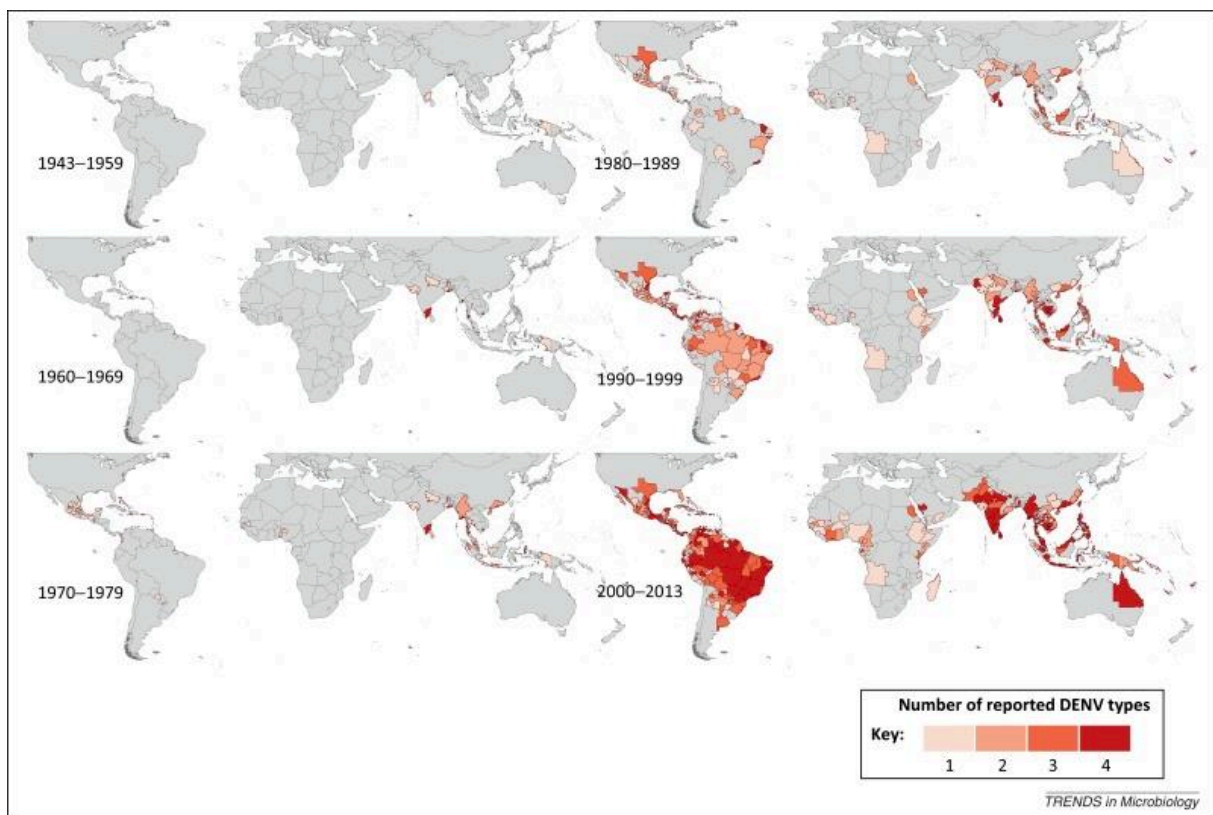 1943–1959
1980–1989
1960–1969
1990–1999
1970–1979
2000–2013
Number of reported DENV types
Key:
1 2 3 4
TRENDS in Microbiology